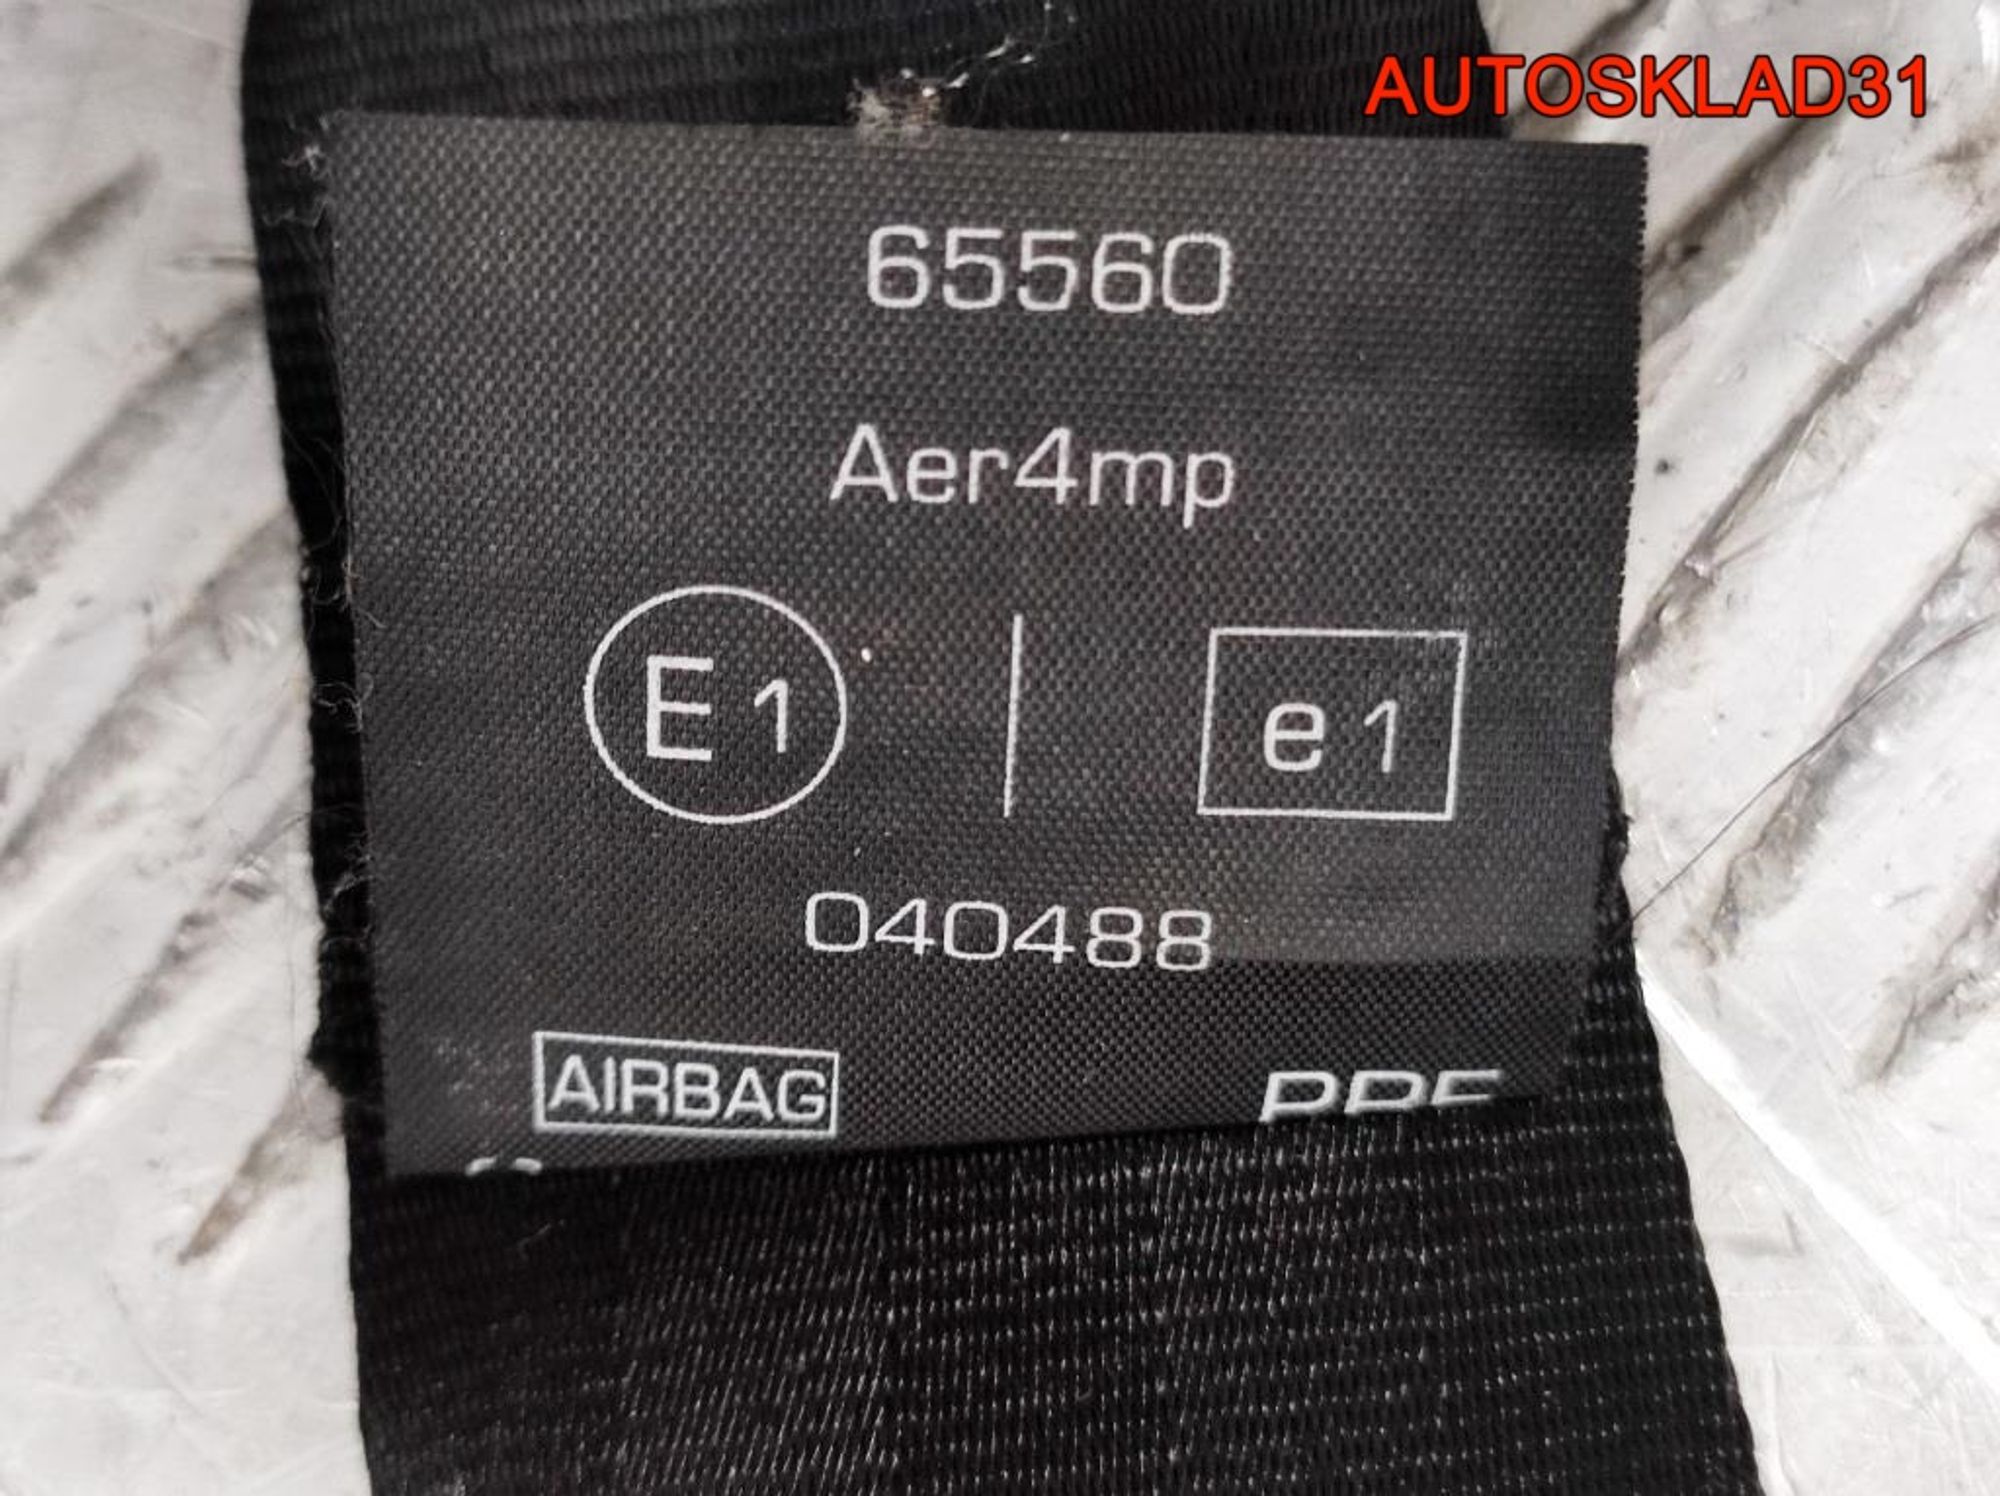 AUTOSKLAD31
65560
Aer4mp
E1 e1
040488
AIRBAG